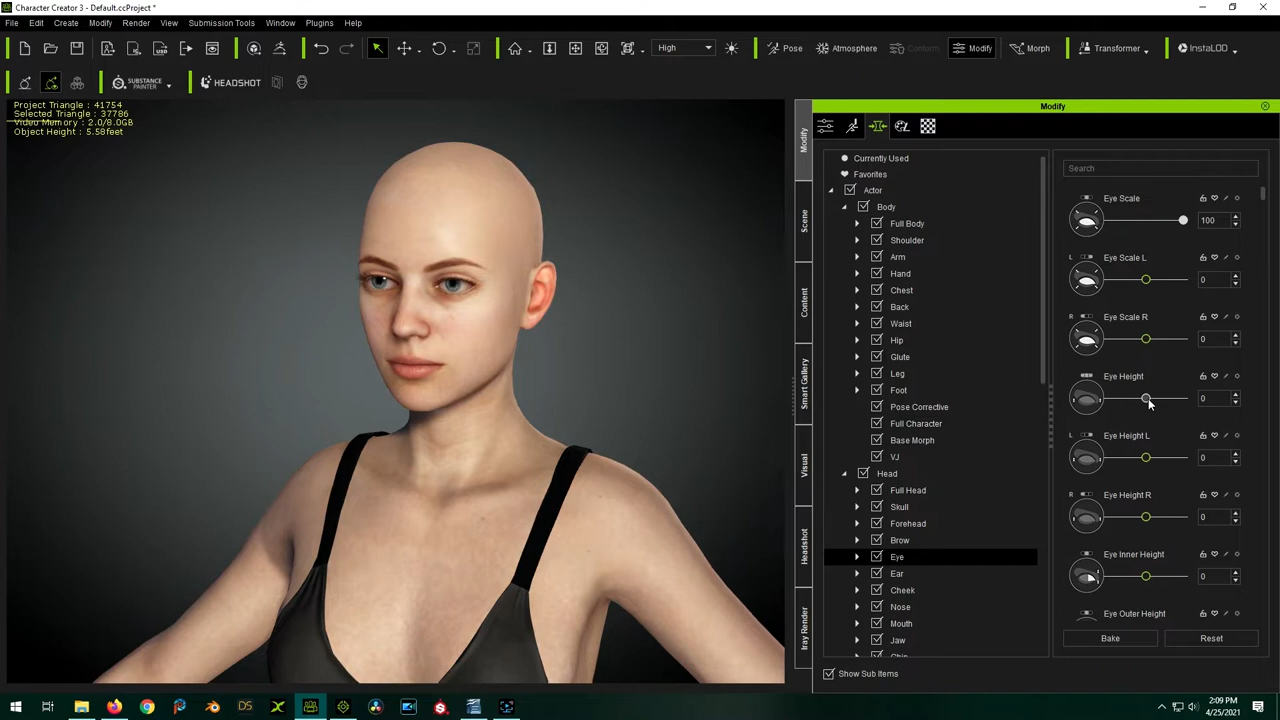 Character Creator 3 - Default.ccProject *
File Edit Create Modify Render View Submission Tools Window Plugins Help
High Pose Atmosphere Conform Modify Morph Transformer InstaLOD
SUBSTANCE PAINTER HEADSHOT
Project Triangle : 41754
Selected Triangle : 37786
Video Memory : 2.0/8.0GB
Object Height : 5.58feet
Modify
Scene
Content
Smart Gallery
Visual
Headshot
Iray Render
Modify
Currently Used
Favorites
Actor
Body
Full Body
Shoulder
Arm
Hand
Chest
Back
Waist
Hip
Glute
Leg
Foot
Pose Corrective
Full Character
Base Morph
VJ
Head
Full Head
Skull
Forehead
Brow
Eye
Ear
Cheek
Nose
Mouth
Jaw
Show Sub Items
Search
Eye Scale
100
L Eye Scale L
0
R Eye Scale R
0
Eye Height
0
L Eye Height L
0
R Eye Height R
0
Eye Inner Height
0
Eye Outer Height
Bake Reset
DS
2:09 PM
4/25/2021